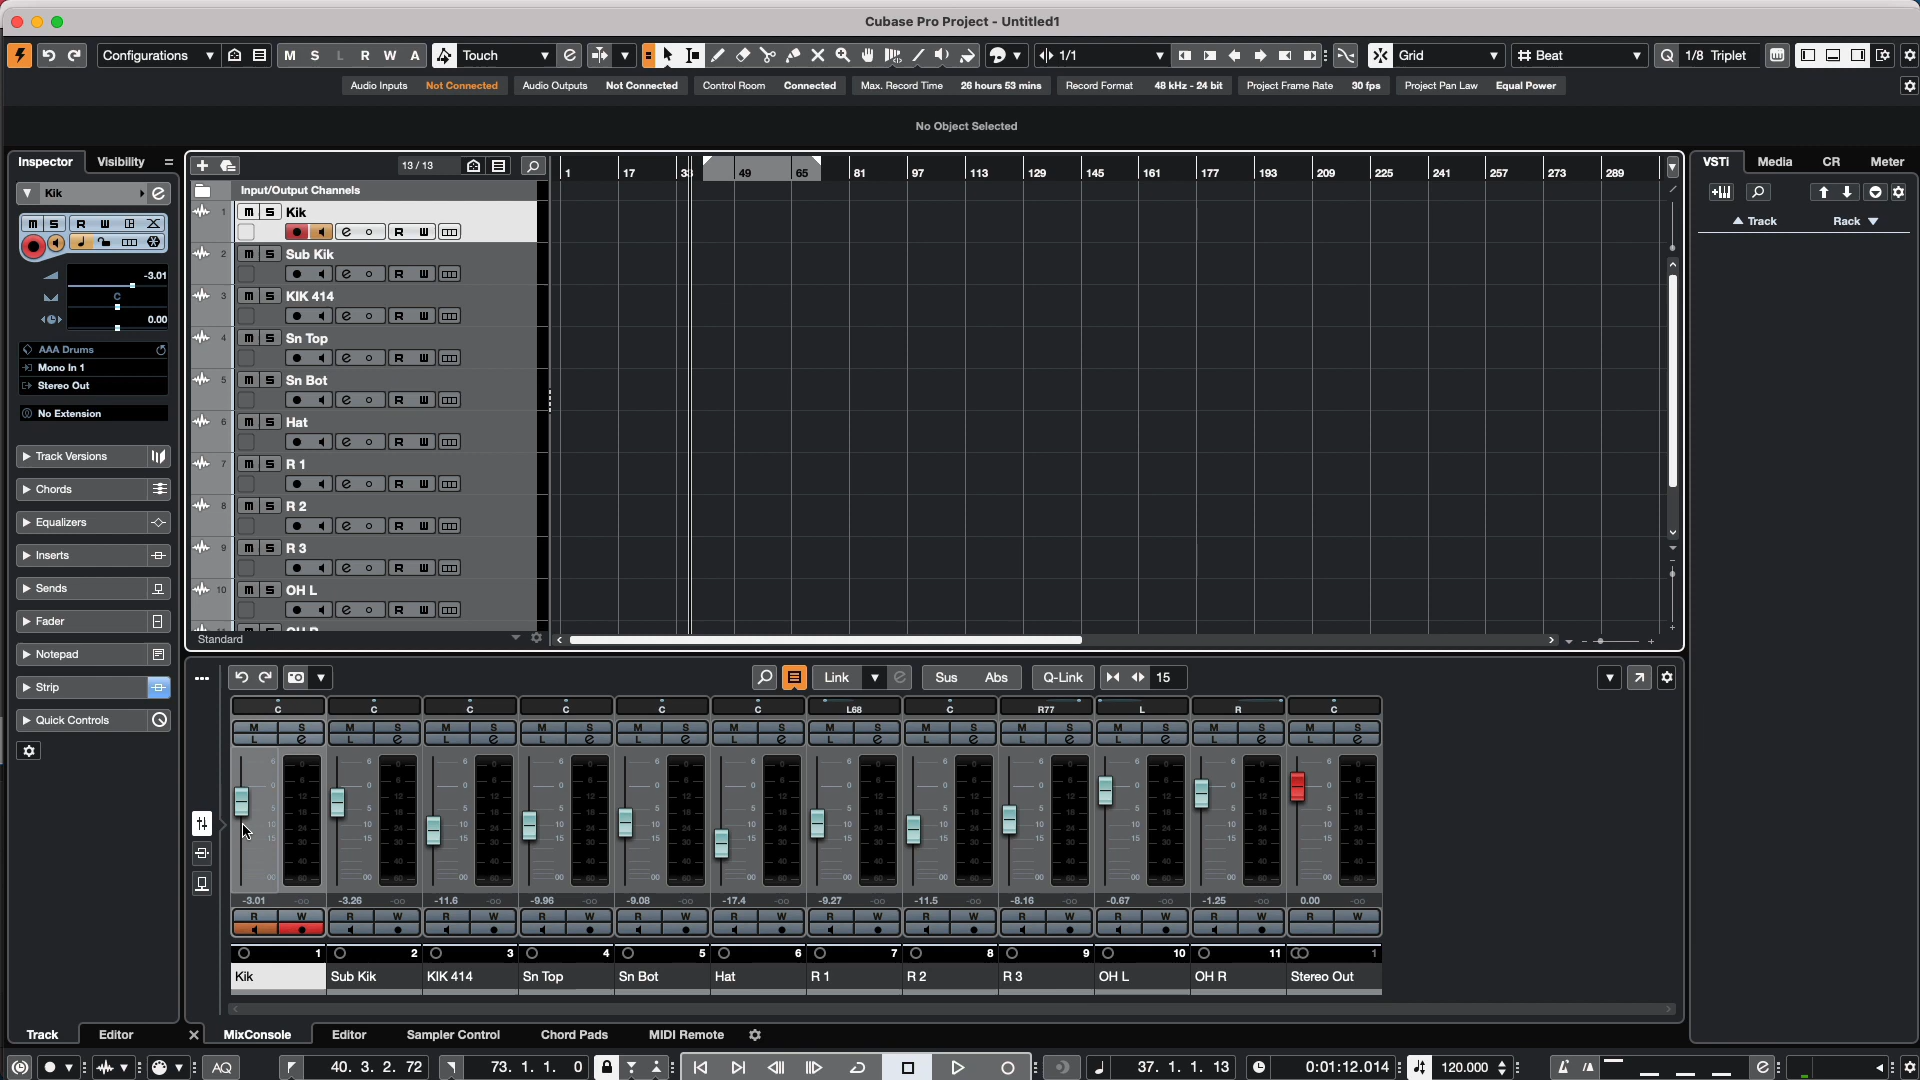 Cubase Pro Project - Untitled1
Configurations M S L R W A Touch 1/1 Grid Beat 1/8 Triplet
Audio Inputs Not Connected Audio Outputs Not Connected Control Room Connected Max. Record Time 26 hours 53 mins Record Format 48 kHz - 24 bit Project Frame Rate 30 fps Project Pan Law Equal Power
No Object Selected
Inspector Visibility
13 / 13
1 17 33 49 65 81 97 113 129 145 161 177 193 209 225 241 257 273 289
VSTi Media CR Meter
Track Rack
Kik
-3.01
C
0.00
AAA Drums
Mono In 1
Stereo Out
No Extension
Track Versions
Chords
Equalizers
Inserts
Sends
Fader
Notepad
Strip
Quick Controls
Input/Output Channels
1 Kik
2 Sub Kik
3 KIK 414
4 Sn Top
5 Sn Bot
6 Hat
7 R 1
8 R 2
9 R 3
10 OH L
Standard
Link Sus Abs Q-Link 15
C C C C C C L68 C R77 L R C
-3.01 -3.26 -11.6 -9.96 -9.08 -17.4 -9.27 -11.5 -8.16 -0.67 -1.25 0.00
1 2 3 4 5 6 7 8 9 10 11 1
Kik Sub Kik KIK 414 Sn Top Sn Bot Hat R 1 R 2 R 3 OH L OH R Stereo Out
Track Editor MixConsole Editor Sampler Control Chord Pads MIDI Remote
AQ 40. 3. 2. 72 73. 1. 1. 0 37. 1. 1. 13 0:01:12.014 120.000